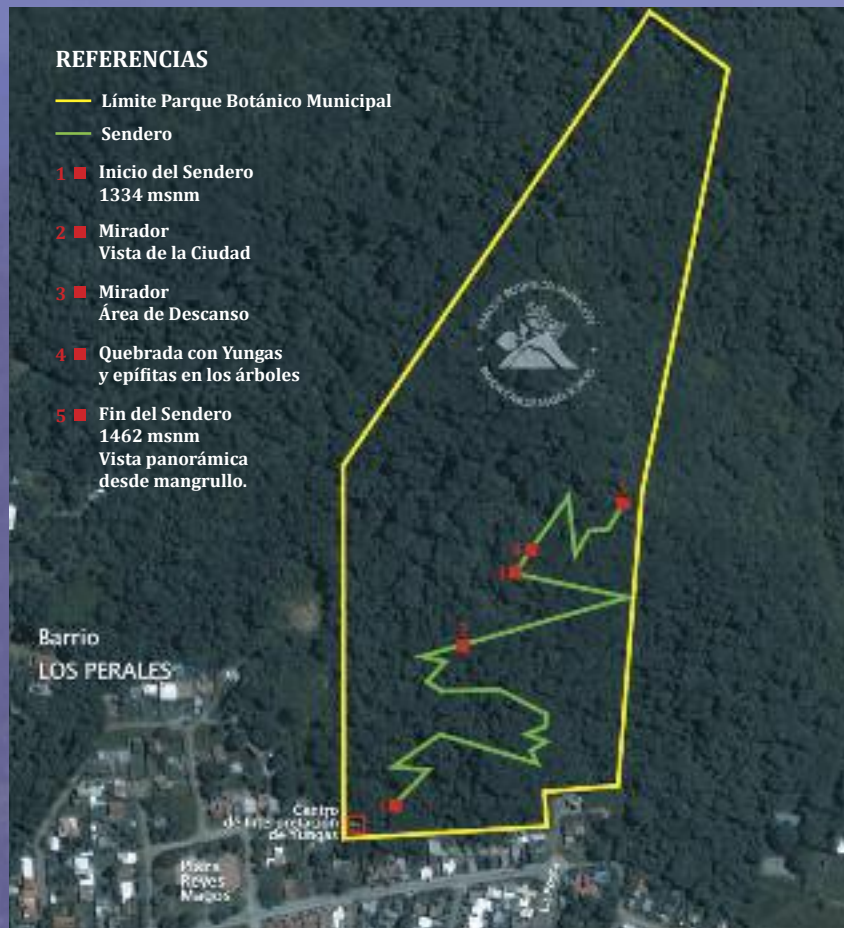 REFERENCIAS
Límite Parque Botánico Municipal
Sendero
1 Inicio del Sendero
1334 msnm
2 Mirador
Vista de la Ciudad
3 Mirador
Área de Descanso
4 Quebrada con Yungas
y epífitas en los árboles
5 Fin del Sendero
1462 msnm
Vista panorámica
desde mangrullo.
Barrio
LOS PERALES
Centro
de Interpretación
de Yungas
Plaza
Reyes
Magos